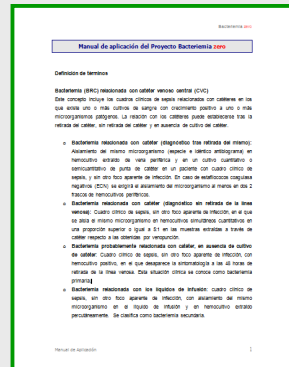 Bacteriemia zero
Manual de aplicación del Proyecto Bacteriemia zero
Definición de términos
Bacteriemia (BRC) relacionada con catéter venoso central (CVC)
Este concepto incluye los cuadros clínicos de sepsis relacionados con catéteres en los
que existe uno o más cultivos de sangre con crecimiento positivo a uno o más
microorganismos patógenos. La relación con los catéteres puede establecerse tras la
retirada del catéter, sin retirada del catéter y en ausencia de cultivo del catéter.
o Bacteriemia relacionada con catéter (diagnóstico tras retirada del mismo):
Aislamiento del mismo microorganismo (especie e idéntico antibiograma) en
hemocultivo extraído de vena periférica y en un cultivo cuantitativo o
semicuantitativo de punta de catéter en un paciente con cuadro clínico de
sepsis, y sin otro foco aparente de infección. En caso de estafilococos coagulasa
negativos (ECN) se exigirá el aislamiento del microorganismo al menos en dos 2
frascos de hemocultivos periféricos.
o Bacteriemia relacionada con catéter (diagnóstico sin retirada de la línea
venosa): Cuadro clínico de sepsis, sin otro foco aparente de infección, en el que
se aísla el mismo microorganismo en hemocultivos simultáneos cuantitativos en
una proporción superior o igual a 5:1 en las muestras extraídas a través de
catéter respecto a las obtenidas por venopunción.
o Bacteriemia probablemente relacionada con catéter, en ausencia de cultivo
de catéter: Cuadro clínico de sepsis, sin otro foco aparente de infección, con
hemocultivo positivo, en el que desaparece la sintomatología a las 48 horas de
retirada de la línea venosa. Esta situación clínica se conoce como bacteriemia
primaria
o Bacteriemia relacionada con los líquidos de infusión: cuadro clínico de
sepsis, sin otro foco aparente de infección, con aislamiento del mismo
microorganismo en el líquido de infusión y en hemocultivo extraído
percutáneamente. Se clasifica como bacteriemia secundaria.
Manual de Aplicación 1